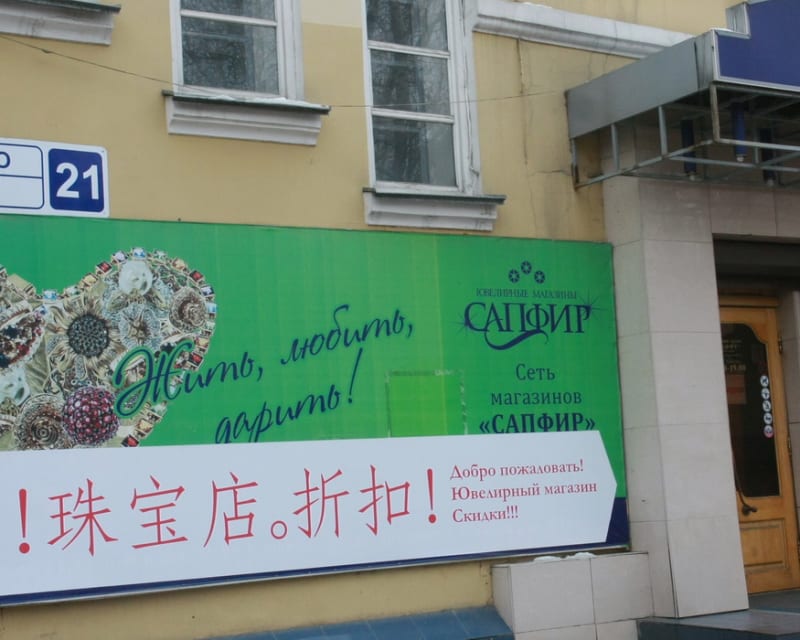 О
21
ЮВЕЛИРНЫЕ МАГАЗИНЫ
САПФИР
Жить, любить,
дарить!
Сеть
магазинов
«САПФИР»
!珠宝店。折扣!
Добро пожаловать!
Ювелирный магазин
Скидки!!!